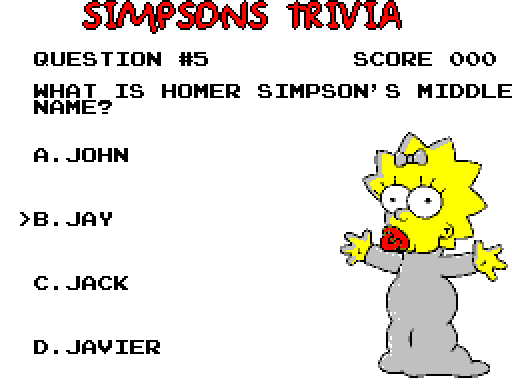 SIMPSONS TRIVIA
QUESTION #5 SCORE 000
WHAT IS HOMER SIMPSON'S MIDDLE
NAME?
A.JOHN
>B.JAY
C.JACK
D.JAVIER